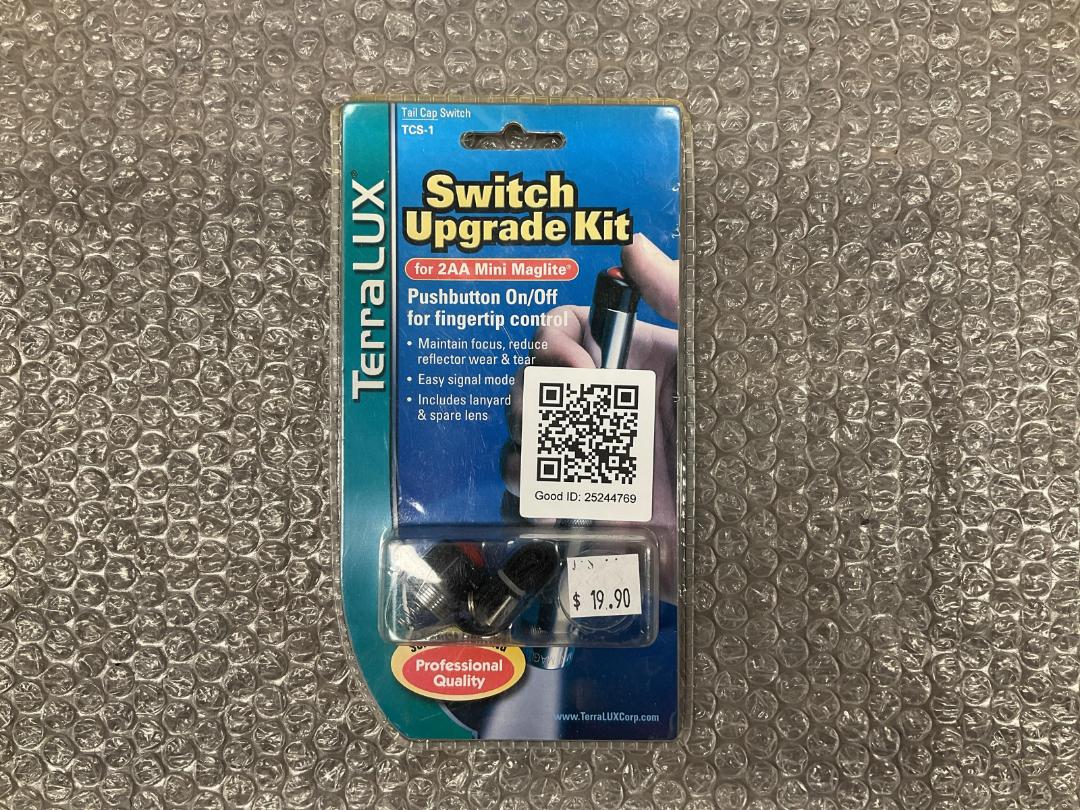 Tail Cap Switch
TCS-1
TerraLUX®
Switch
Upgrade Kit
for 2AA Mini Maglite®
Pushbutton On/Off
for fingertip control
• Maintain focus, reduce
reflector wear & tear
• Easy signal mode
• Includes lanyard
& spare lens
Good ID: 25244769
$ 19.90
Professional
Quality
www.TerraLUXCorp.com